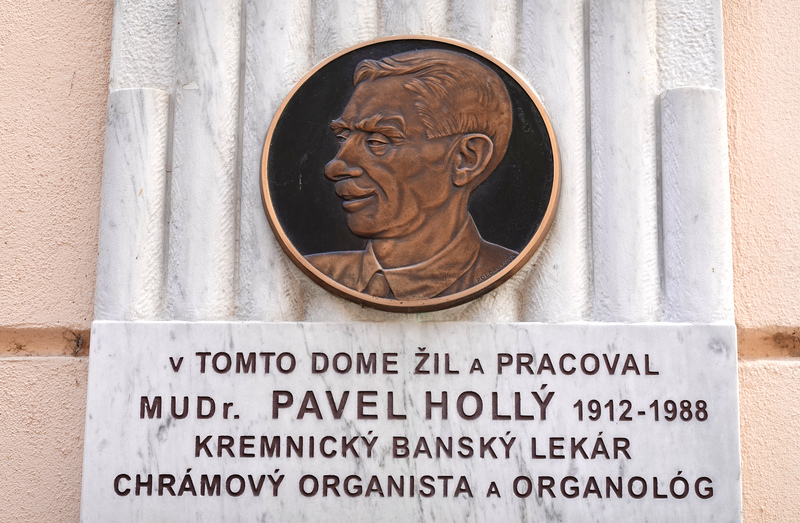 v TOMTO DOME ŽIL a PRACOVAL
MUDr. PAVEL HOLLÝ 1912-1988
KREMNICKÝ BANSKÝ LEKÁR
CHRÁMOVÝ ORGANISTA a ORGANOLÓG